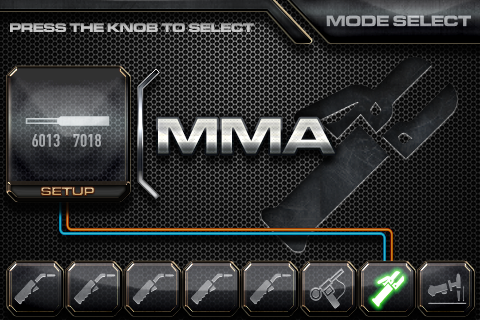 PRESS THE KNOB TO SELECT
MODE SELECT
6013 7018
MMA
SETUP